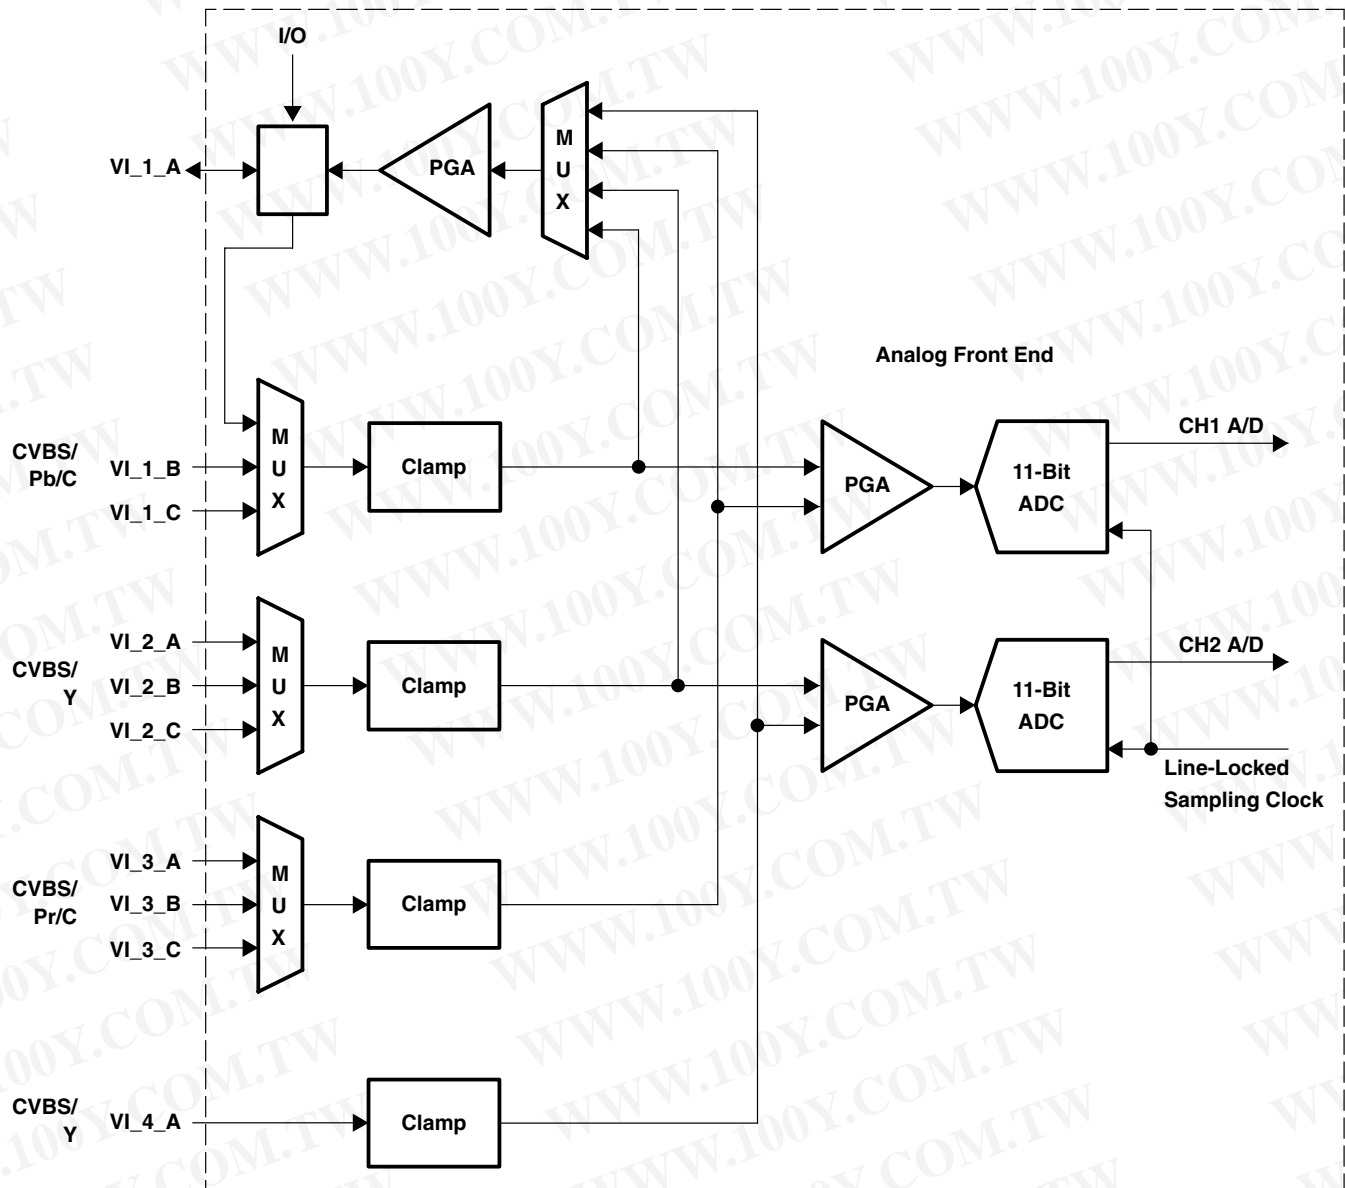 I/O
VI_1_A
PGA
M
U
X
Analog Front End
CVBS/
Pb/C
VI_1_B
VI_1_C
M
U
X
Clamp
PGA
11-Bit
ADC
CH1 A/D
CVBS/
Y
VI_2_A
VI_2_B
VI_2_C
M
U
X
Clamp
PGA
11-Bit
ADC
CH2 A/D
Line-Locked
Sampling Clock
CVBS/
Pr/C
VI_3_A
VI_3_B
VI_3_C
M
U
X
Clamp
CVBS/
Y
VI_4_A
Clamp
WWW.100Y.COM.TW